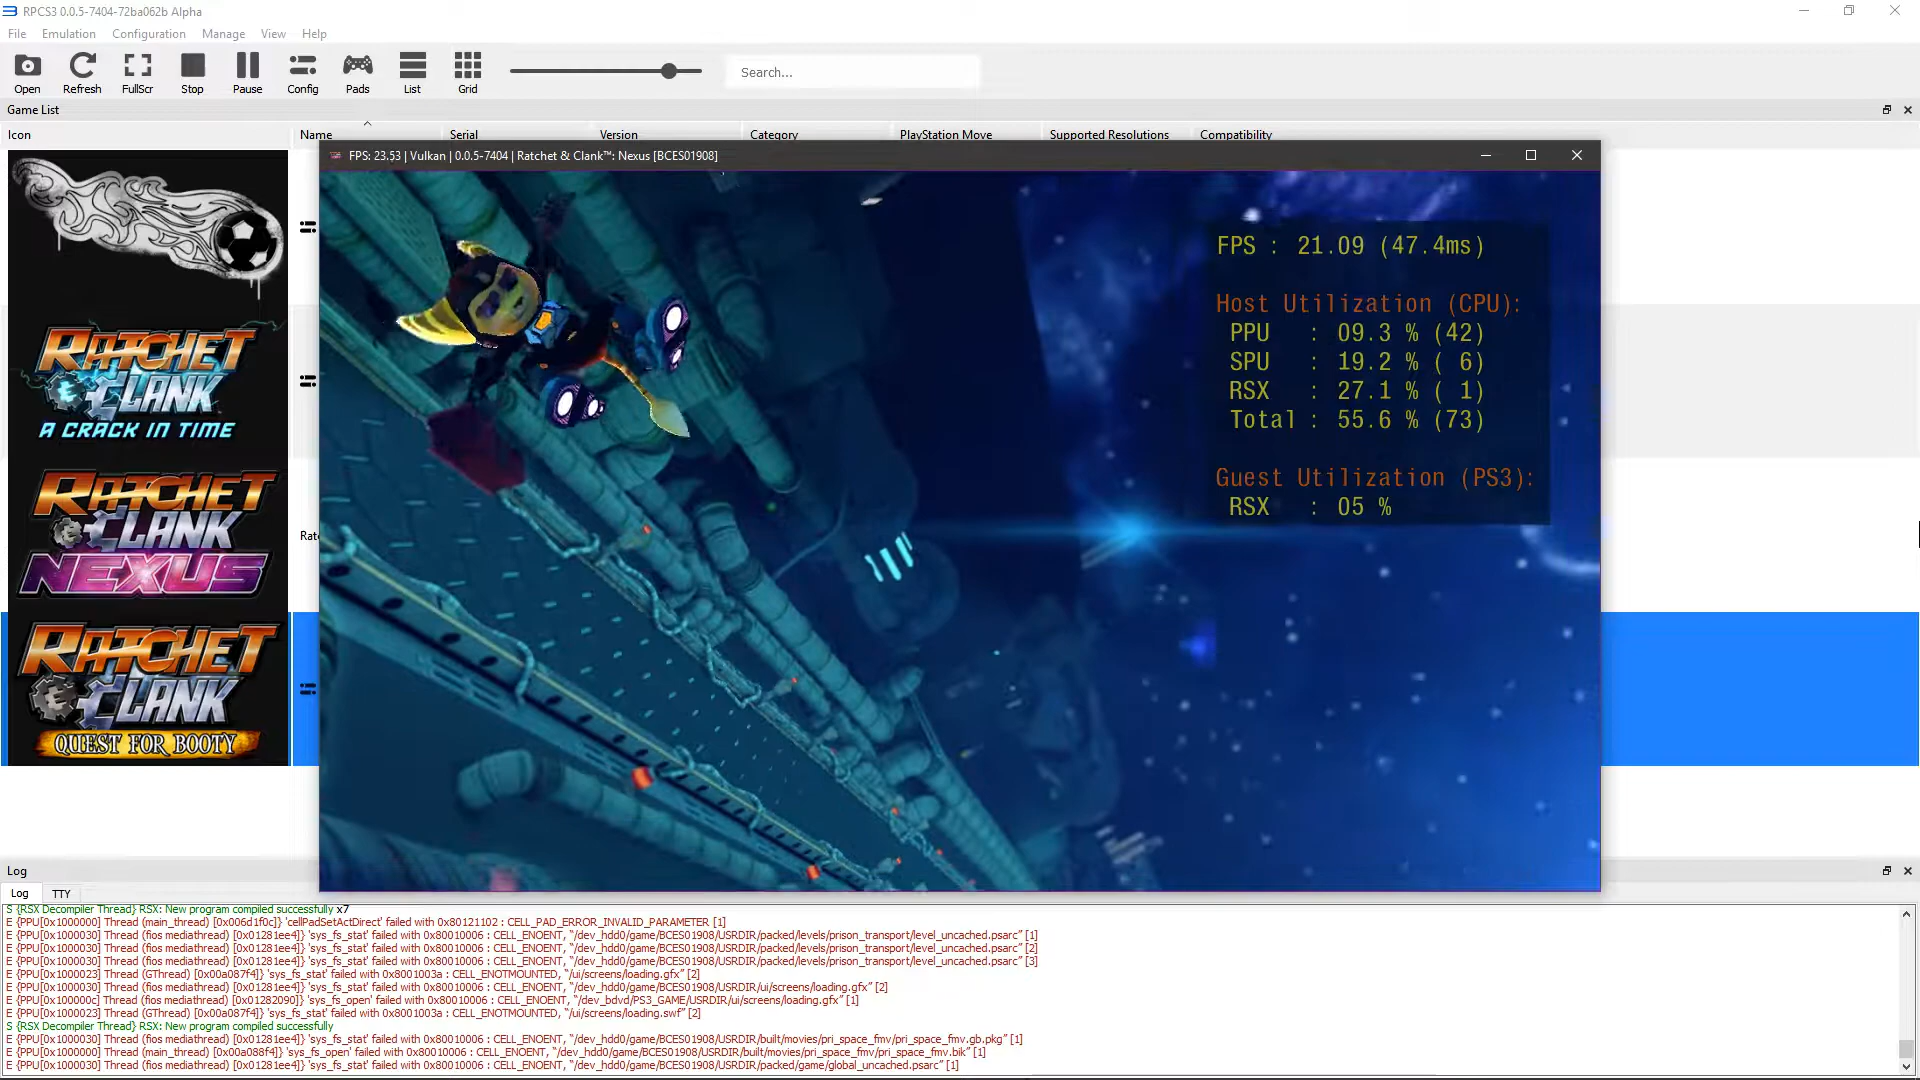 RPCS3 0.0.5-7404-72ba062b Alpha
File Emulation Configuration Manage View Help
Open Refresh FullScr Stop Pause Config Pads List Grid Search...
Game List
Icon Name Serial Version Category PlayStation Move Supported Resolutions Compatibility
FPS: 23.53 | Vulkan | 0.0.5-7404 | Ratchet & Clank™: Nexus [BCES01908]
FPS : 21.09 (47.4ms)
Host Utilization (CPU):
PPU : 09.3 % (42)
SPU : 19.2 % ( 6)
RSX : 27.1 % ( 1)
Total : 55.6 % (73)
Guest Utilization (PS3):
RSX : 05 %
RATCHET
CLANK
A CRACK IN TIME
RATCHET
CLANK
NEXUS
Ratc
RATCHET
CLANK
QUEST FOR BOOTY
Log
Log TTY
S {RSX Decompiler Thread} RSX: New program compiled successfully x7
E {PPU[0x1000000] Thread (main_thread) [0x006d1f0c]} 'cellPadSetActDirect' failed with 0x80121102 : CELL_PAD_ERROR_INVALID_PARAMETER [1]
E {PPU[0x1000030] Thread (fios mediathread) [0x01281ee4]} 'sys_fs_stat' failed with 0x80010006 : CELL_ENOENT, “/dev_hdd0/game/BCES01908/USRDIR/packed/levels/prison_transport/level_uncached.psarc” [1]
E {PPU[0x1000030] Thread (fios mediathread) [0x01281ee4]} 'sys_fs_stat' failed with 0x80010006 : CELL_ENOENT, “/dev_hdd0/game/BCES01908/USRDIR/packed/levels/prison_transport/level_uncached.psarc” [2]
E {PPU[0x1000030] Thread (fios mediathread) [0x01281ee4]} 'sys_fs_stat' failed with 0x80010006 : CELL_ENOENT, “/dev_hdd0/game/BCES01908/USRDIR/packed/levels/prison_transport/level_uncached.psarc” [3]
E {PPU[0x1000023] Thread (GThread) [0x00a087f4]} 'sys_fs_stat' failed with 0x8001003a : CELL_ENOTMOUNTED, “/ui/screens/loading.gfx” [2]
E {PPU[0x1000030] Thread (fios mediathread) [0x01281ee4]} 'sys_fs_stat' failed with 0x80010006 : CELL_ENOENT, “/dev_hdd0/game/BCES01908/USRDIR/ui/screens/loading.gfx” [2]
E {PPU[0x100000c] Thread (fios mediathread) [0x01282090]} 'sys_fs_open' failed with 0x80010006 : CELL_ENOENT, “/dev_bdvd/PS3_GAME/USRDIR/ui/screens/loading.gfx” [1]
E {PPU[0x1000023] Thread (GThread) [0x00a087f4]} 'sys_fs_stat' failed with 0x8001003a : CELL_ENOTMOUNTED, “/ui/screens/loading.swf” [2]
S {RSX Decompiler Thread} RSX: New program compiled successfully
E {PPU[0x1000030] Thread (fios mediathread) [0x01281ee4]} 'sys_fs_stat' failed with 0x80010006 : CELL_ENOENT, “/dev_hdd0/game/BCES01908/USRDIR/built/movies/pri_space_fmv/pri_space_fmv.gb.pkg” [1]
E {PPU[0x1000000] Thread (main_thread) [0x00a088f4]} 'sys_fs_open' failed with 0x80010006 : CELL_ENOENT, “/dev_hdd0/game/BCES01908/USRDIR/built/movies/pri_space_fmv/pri_space_fmv.bik” [1]
E {PPU[0x1000030] Thread (fios mediathread) [0x01281ee4]} 'sys_fs_stat' failed with 0x80010006 : CELL_ENOENT, “/dev_hdd0/game/BCES01908/USRDIR/packed/game/global_uncached.psarc” [1]